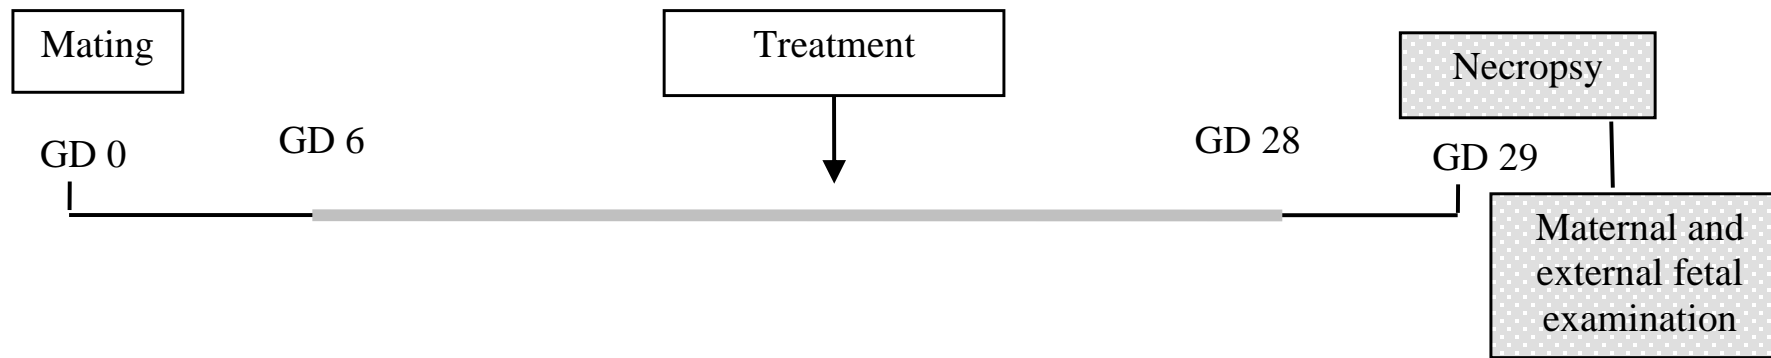 Mating
Treatment
Necropsy
GD 0
GD 6
GD 28
GD 29
Maternal and
external fetal
examination